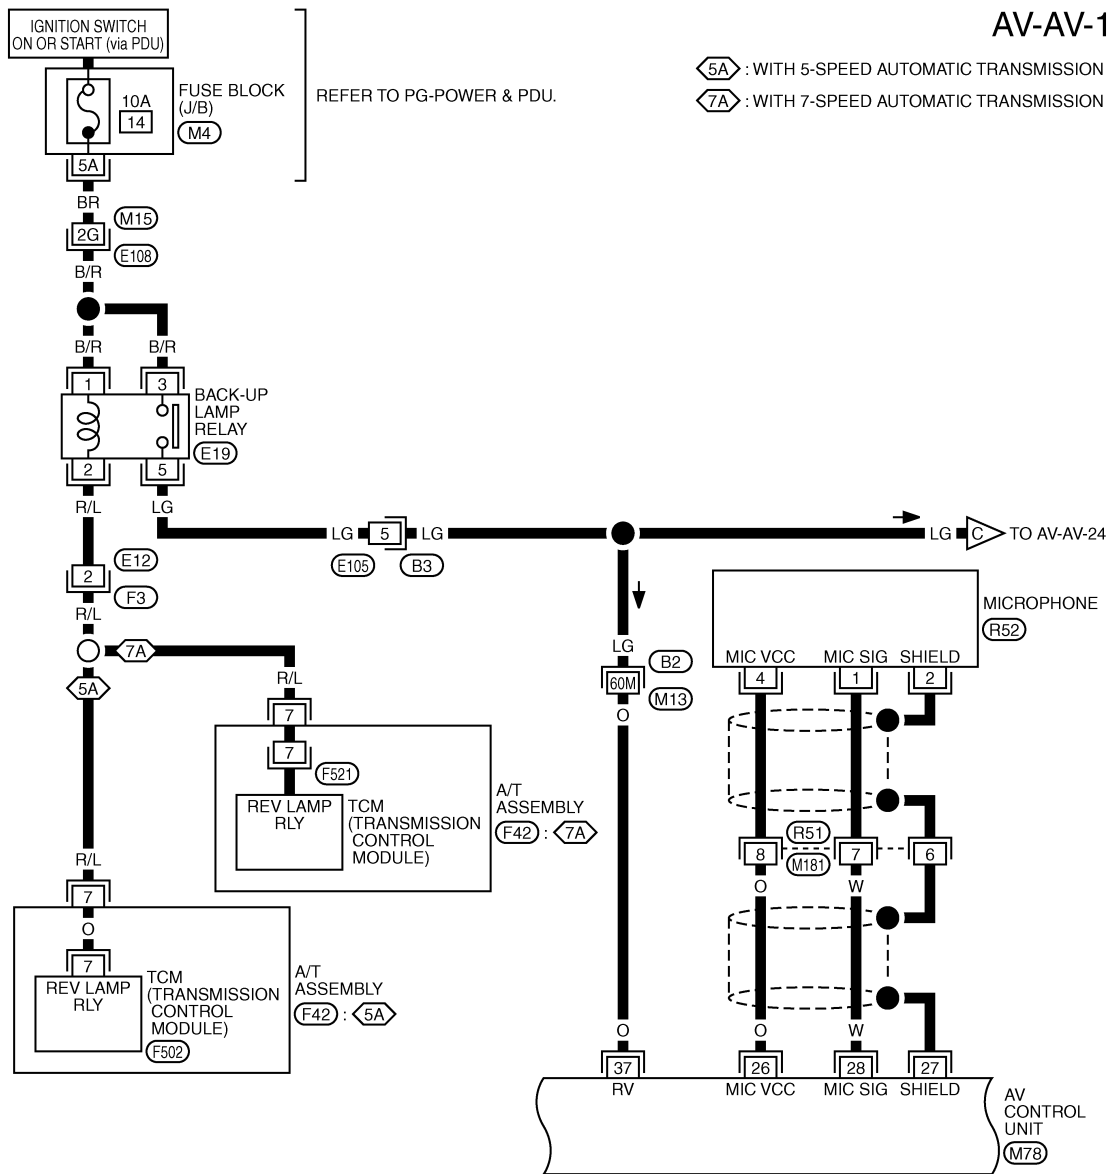 AV-AV-1
IGNITION SWITCH
ON OR START (via PDU)
5A : WITH 5-SPEED AUTOMATIC TRANSMISSION
7A : WITH 7-SPEED AUTOMATIC TRANSMISSION
10A
14
FUSE BLOCK
(J/B)
M4
REFER TO PG-POWER & PDU.
5A
BR
M15
2G
E108
B/R
B/R
B/R
1
3
BACK-UP
LAMP
RELAY
E19
2
5
R/L
LG
LG
5
LG
E105
B3
LG
C
TO AV-AV-24
E12
2
F3
R/L
7A
5A
R/L
7
7
F521
REV LAMP
RLY
TCM
(TRANSMISSION
CONTROL
MODULE)
A/T
ASSEMBLY
F42 : 7A
R/L
7
O
7
REV LAMP
RLY
TCM
(TRANSMISSION
CONTROL
MODULE)
F502
A/T
ASSEMBLY
F42 : 5A
LG
B2
60M
M13
O
O
37
RV
MICROPHONE
R52
MIC VCC
MIC SIG
SHIELD
4
1
2
R51
8
M181
7
6
O
W
O
W
26
28
27
MIC VCC
MIC SIG
SHIELD
AV
CONTROL
UNIT
M78